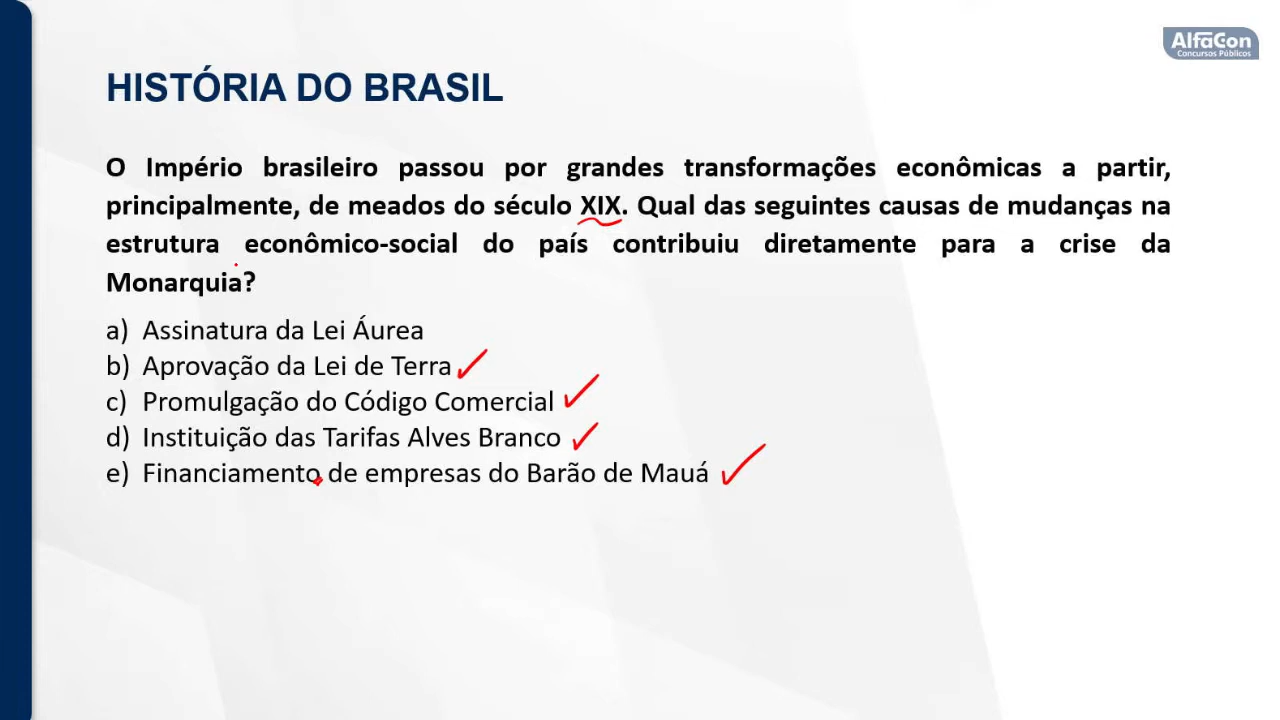 AlfaCon
Concursos Públicos
HISTÓRIA DO BRASIL
O Império brasileiro passou por grandes transformações econômicas a partir,
principalmente, de meados do século XIX. Qual das seguintes causas de mudanças na
estrutura econômico-social do país contribuiu diretamente para a crise da
Monarquia?
a) Assinatura da Lei Áurea
b) Aprovação da Lei de Terra
c) Promulgação do Código Comercial
d) Instituição das Tarifas Alves Branco
e) Financiamento de empresas do Barão de Mauá